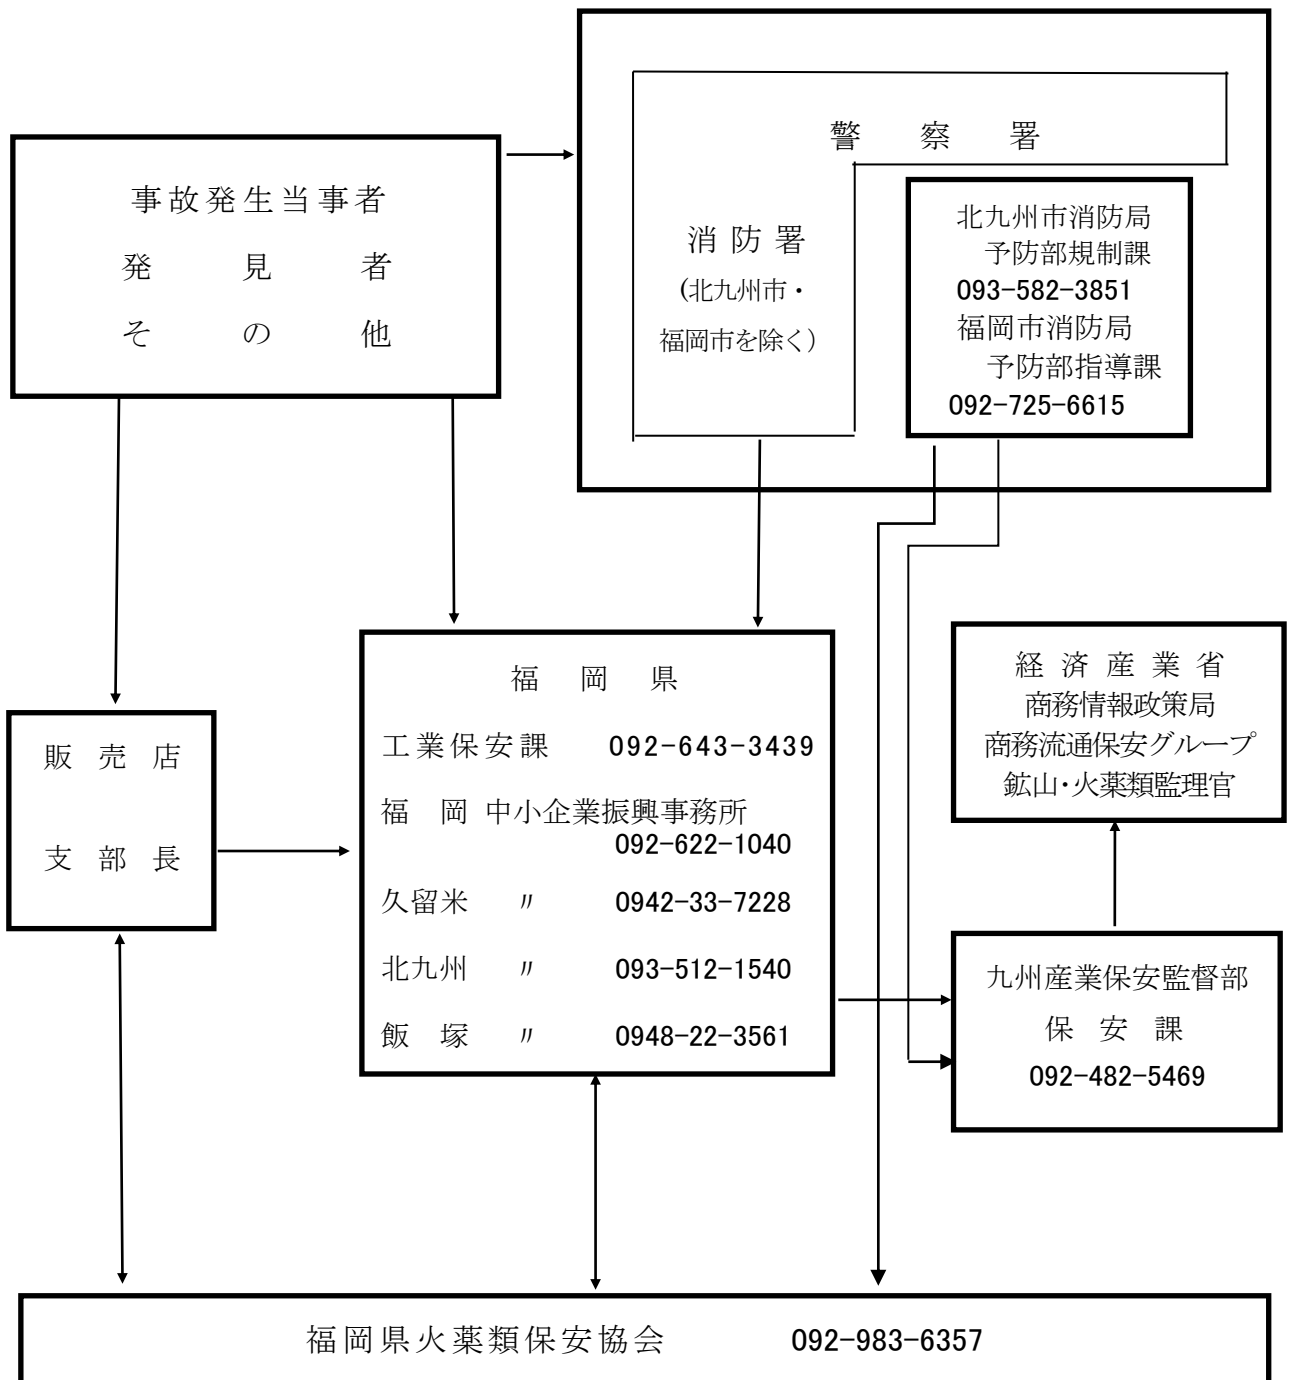 警察署
事故発生当事者
発見者
その他
消防署
(北九州市・
福岡市を除く)
北九州市消防局
予防部規制課
093-582-3851
福岡市消防局
予防部指導課
092-725-6615
福岡県
工業保安課 092-643-3439
福岡 中小企業振興事務所
092-622-1040
久留米 〃 0942-33-7228
北九州 〃 093-512-1540
飯塚 〃 0948-22-3561
経済産業省
商務情報政策局
商務流通保安グループ
鉱山・火薬類監理官
販売店
支部長
九州産業保安監督部
保安課
092-482-5469
福岡県火薬類保安協会 092-983-6357